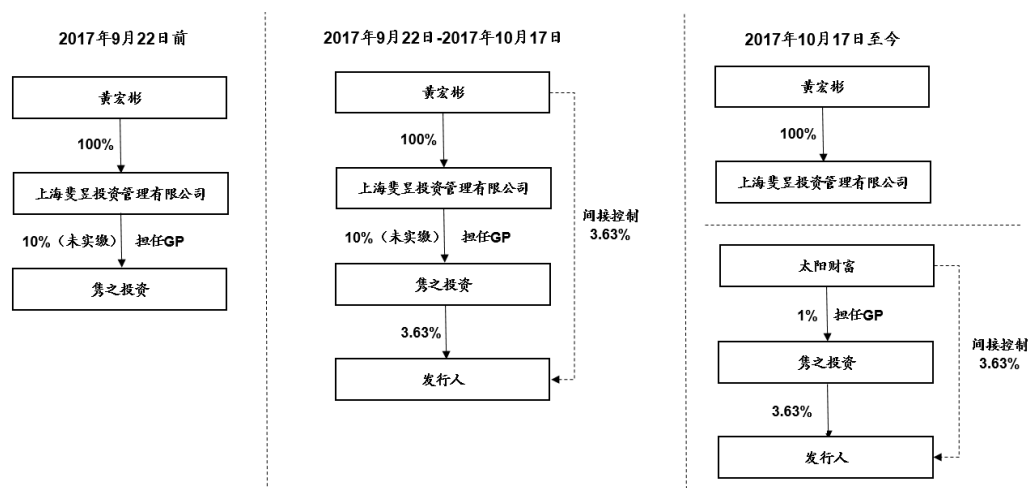 2017年9月22日前
黄宏彬
100%
上海斐昱投资管理有限公司
10%（未实缴） 担任GP
隽之投资
2017年9月22日-2017年10月17日
黄宏彬
100%
上海斐昱投资管理有限公司
10%（未实缴） 担任GP
隽之投资
3.63%
发行人
间接控制
3.63%
2017年10月17日至今
黄宏彬
100%
上海斐昱投资管理有限公司
太阳财富
1% 担任GP
隽之投资
3.63%
发行人
间接控制
3.63%